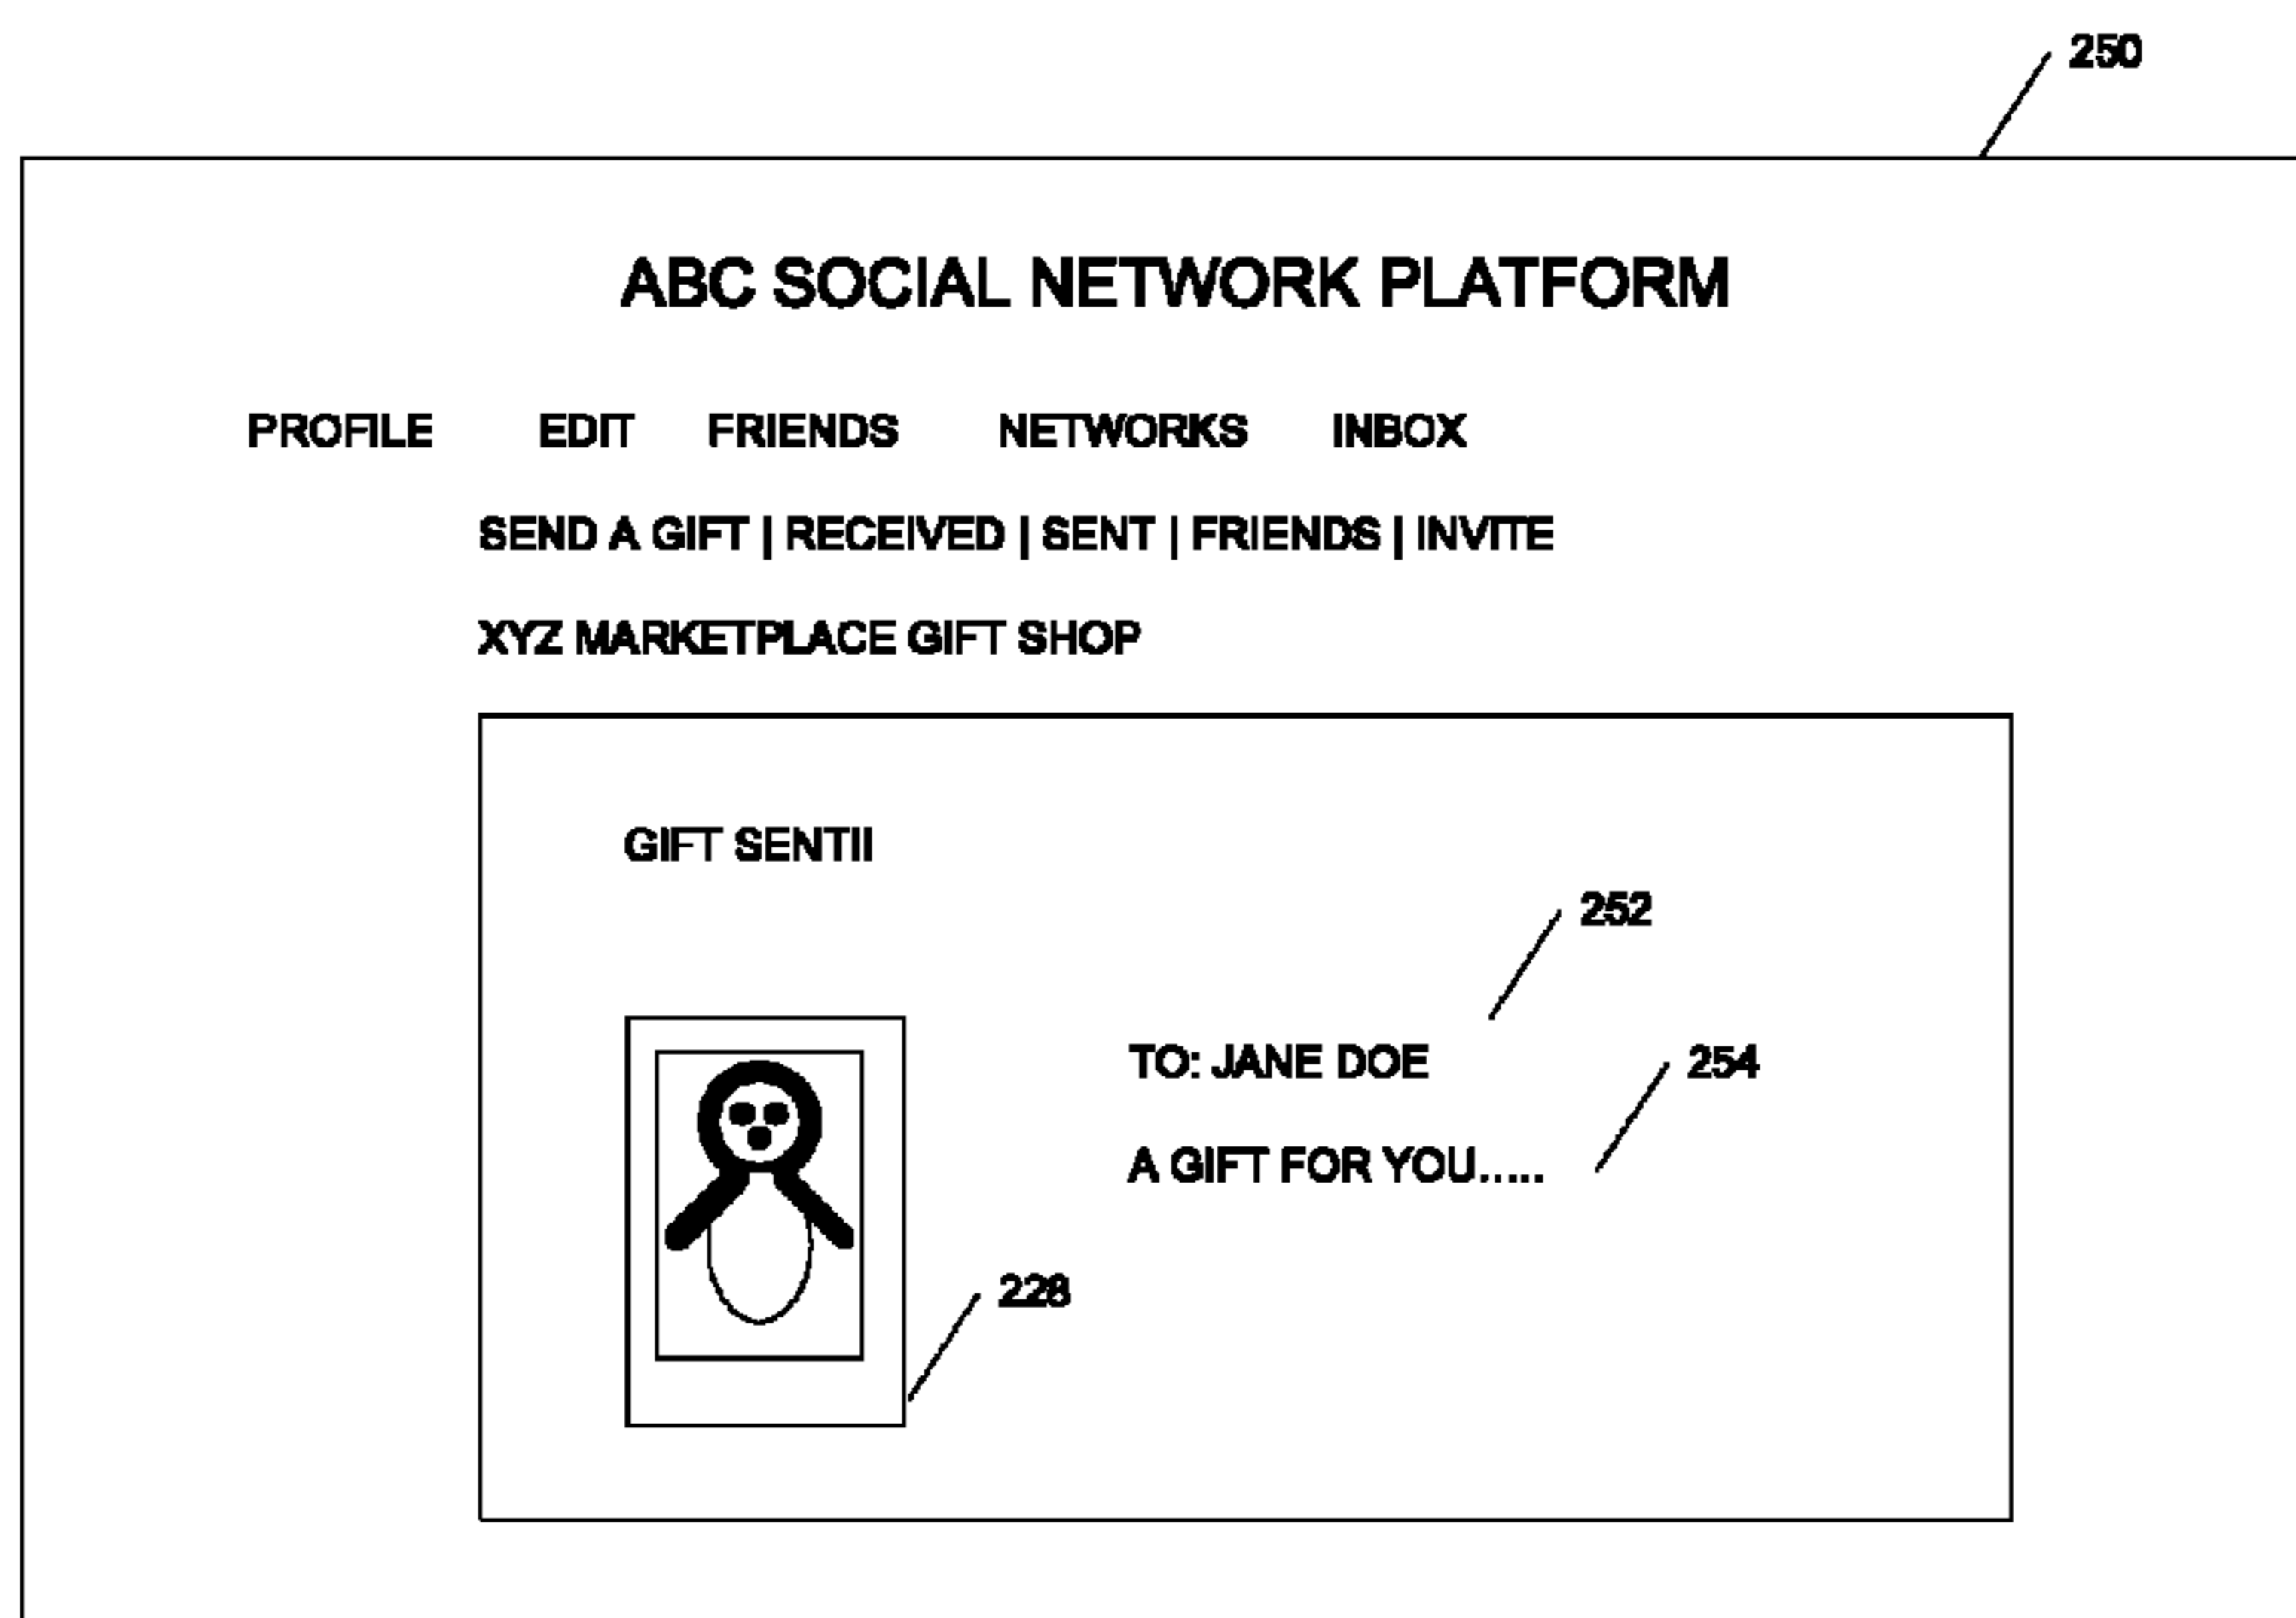 250
ABC SOCIAL NETWORK PLATFORM
PROFILE EDIT FRIENDS NETWORKS INBOX
SEND A GIFT | RECEIVED | SENT | FRIENDS | INVITE
XYZ MARKETPLACE GIFT SHOP
GIFT SENT!!
252
TO: JANE DOE
254
A GIFT FOR YOU.....
228